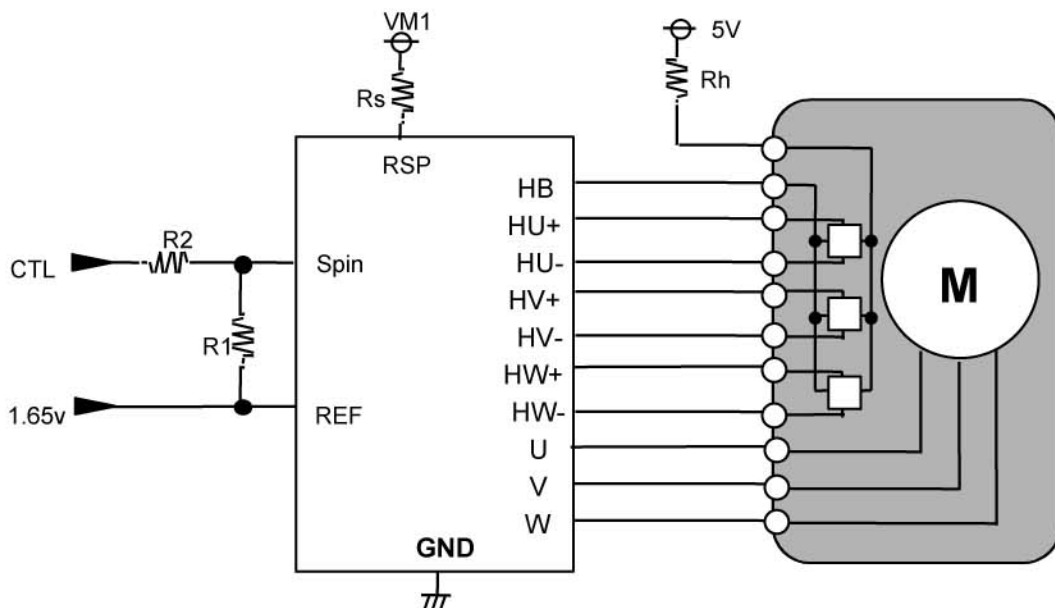 VM1
5V
Rs
Rh
RSP
HB
HU+
R2
CTL
Spin
HU-
HV+
M
R1
HV-
HW+
1.65v
REF
HW-
U
V
W
GND